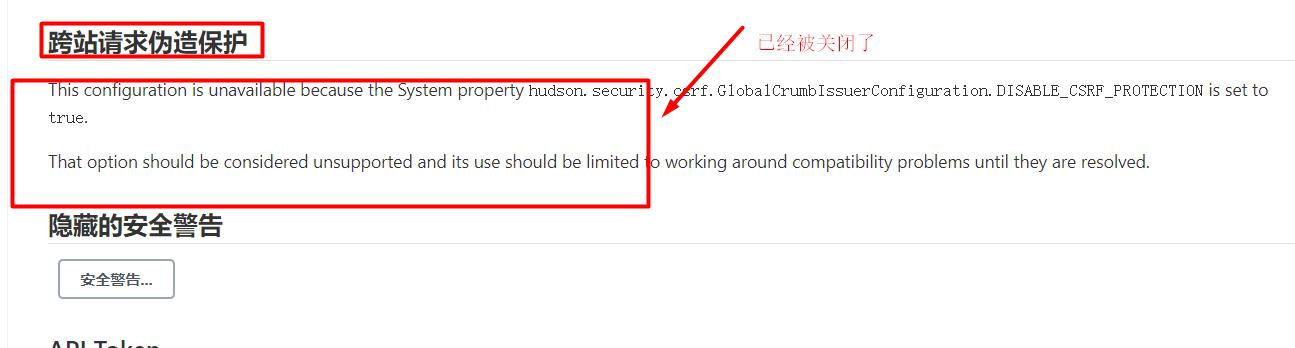 跨站请求伪造保护
已经被关闭了
This configuration is unavailable because the System property hudson.security.csrf.GlobalCrumbIssuerConfiguration.DISABLE_CSRF_PROTECTION is set to
true.
That option should be considered unsupported and its use should be limited to working around compatibility problems until they are resolved.
隐藏的安全警告
安全警告...
API Token